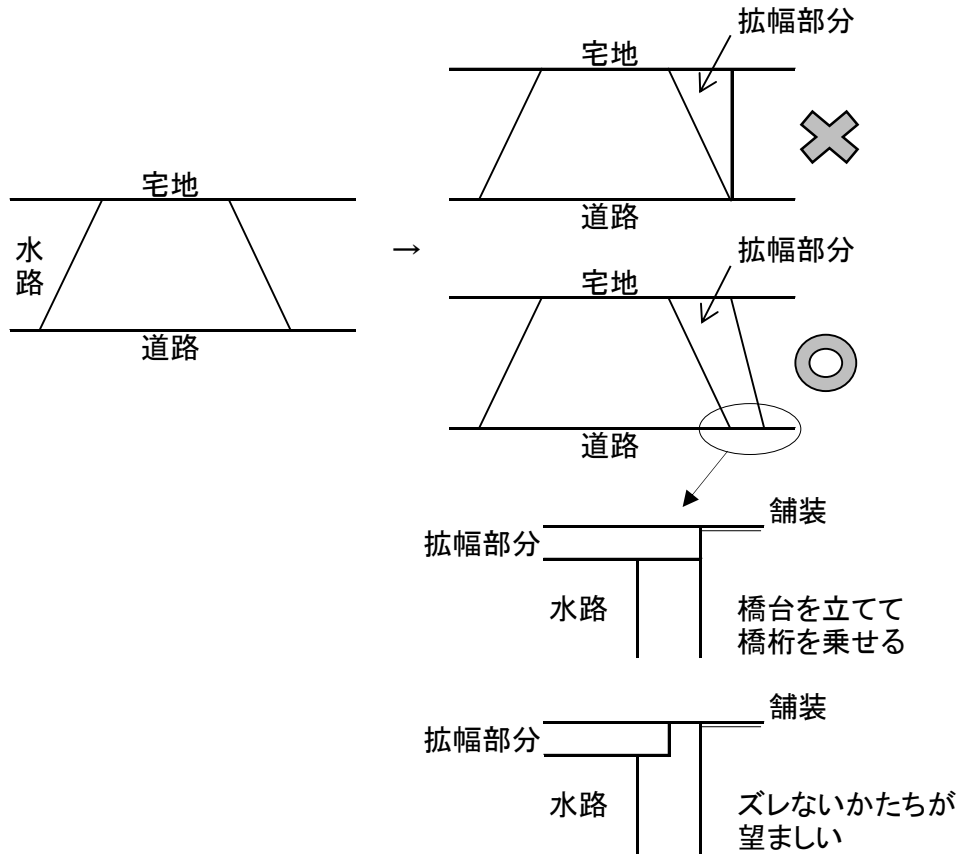 拡幅部分
宅地
道路
宅地
水
路
道路
→
拡幅部分
宅地
道路
舗装
拡幅部分
水路
橋台を立てて
橋桁を乗せる
舗装
拡幅部分
水路
ズレないかたちが
望ましい